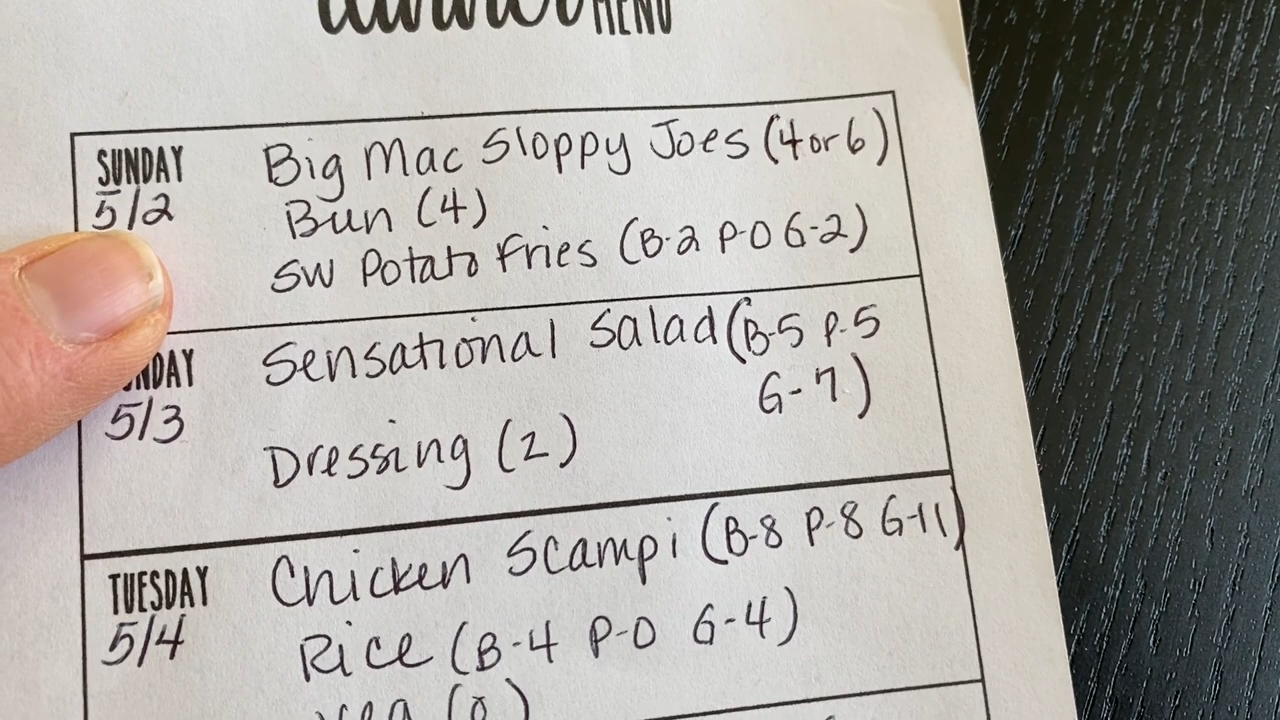 MENU
SUNDAY Big Mac Sloppy Joes (4 or 6)
5/2 Bun (4)
SW Potato Fries (B-2 P-0 G-2)
NDAY Sensational Salad (B-5 P-5
5/3 G-7)
Dressing (2)
TUESDAY Chicken Scampi (B-8 P-8 G-11)
5/4 Rice (B-4 P-0 G-4)